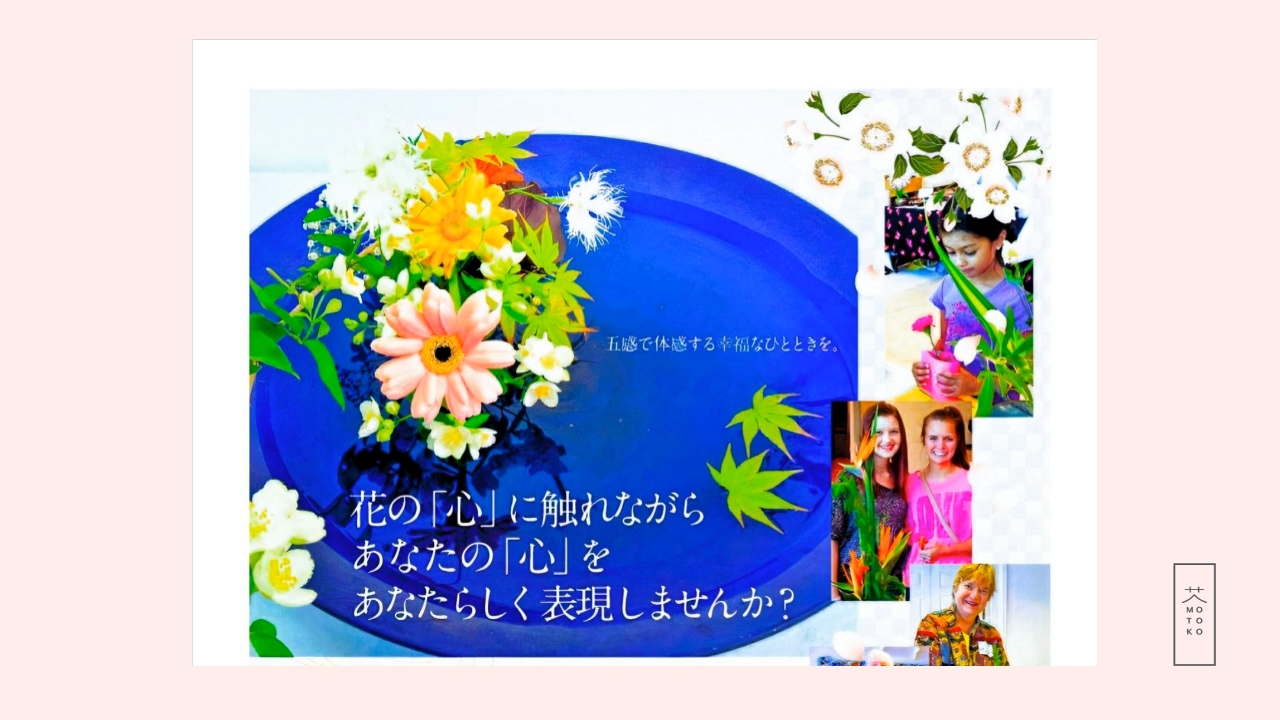 五感で体感する幸福なひとときを。
花の「心」に触れながら
あなたの「心」を
あなたらしく表現しませんか?
MOTOKO